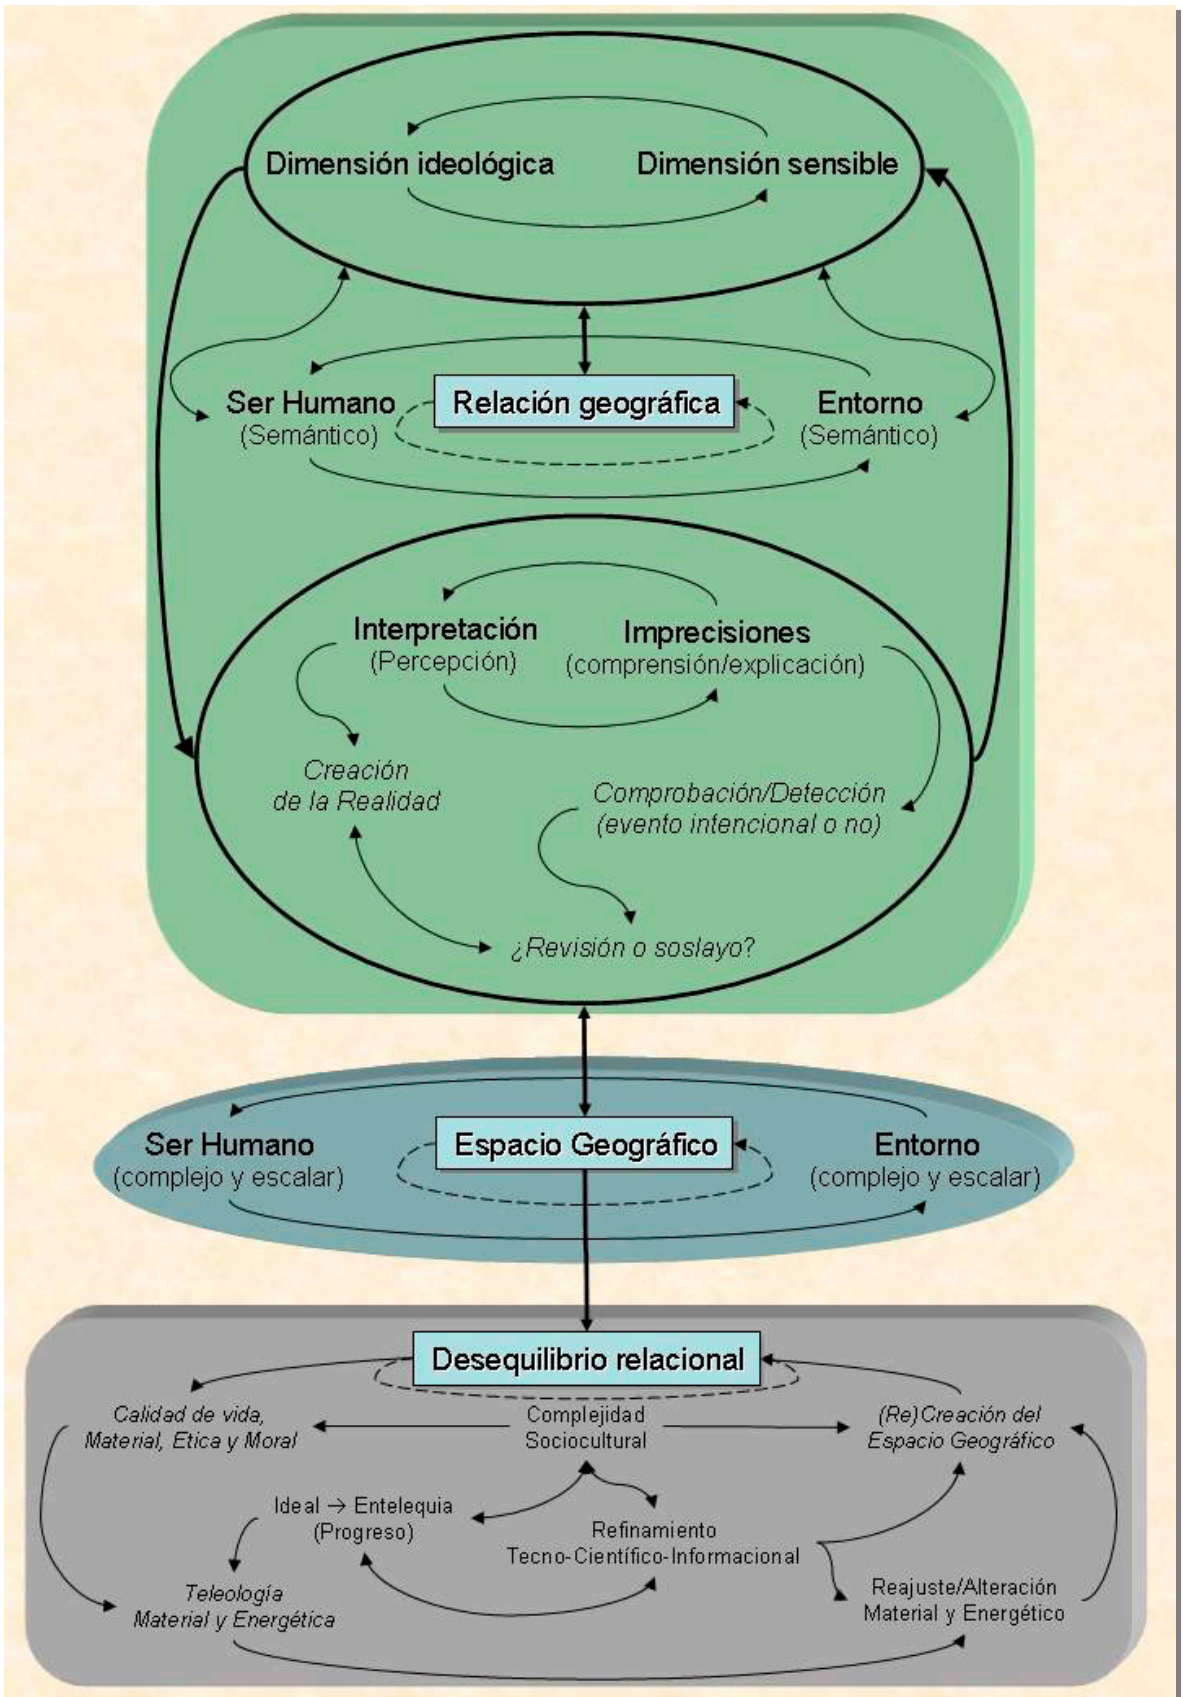 Dimensión ideológica
Dimensión sensible
Ser Humano
(Semántico)
Relación geográfica
Entorno
(Semántico)
Interpretación
(Percepción)
Imprecisiones
(comprensión/explicación)
Creación
de la Realidad
Comprobación/Detección
(evento intencional o no)
¿Revisión o soslayo?
Ser Humano
(complejo y escalar)
Espacio Geográfico
Entorno
(complejo y escalar)
Desequilibrio relacional
Calidad de vida,
Material, Etica y Moral
Complejidad
Sociocultural
(Re)Creación del
Espacio Geográfico
Ideal → Entelequia
(Progreso)
Refinamiento
Tecno-Científico-Informacional
Teleología
Material y Energética
Reajuste/Alteración
Material y Energético